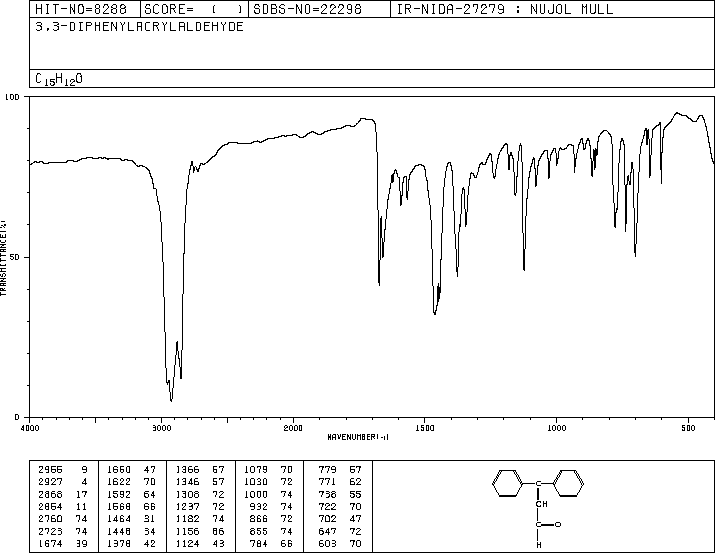 HIT-NO=8288 SCORE= ( ) SDBS-NO=22298 IR-NIDA-27279 : NUJOL MULL
3,3-DIPHENYLACRYLALDEHYDE
C15H12O
100
50
0
TRANSMITTANCE(%)
4000 3000 2000 1500 1000 500
WAVENUMBER(-1)
2955 9 1660 47 1366 67 1079 70 779 57
2927 4 1622 70 1346 57 1030 72 771 62
2868 17 1592 64 1308 72 1000 74 738 55
2854 11 1568 66 1237 72 932 74 722 70
2760 74 1464 31 1182 74 866 72 702 47
2723 74 1448 34 1156 86 855 74 647 72
1674 39 1378 42 1124 43 784 66 603 70
C
CH
C O
H